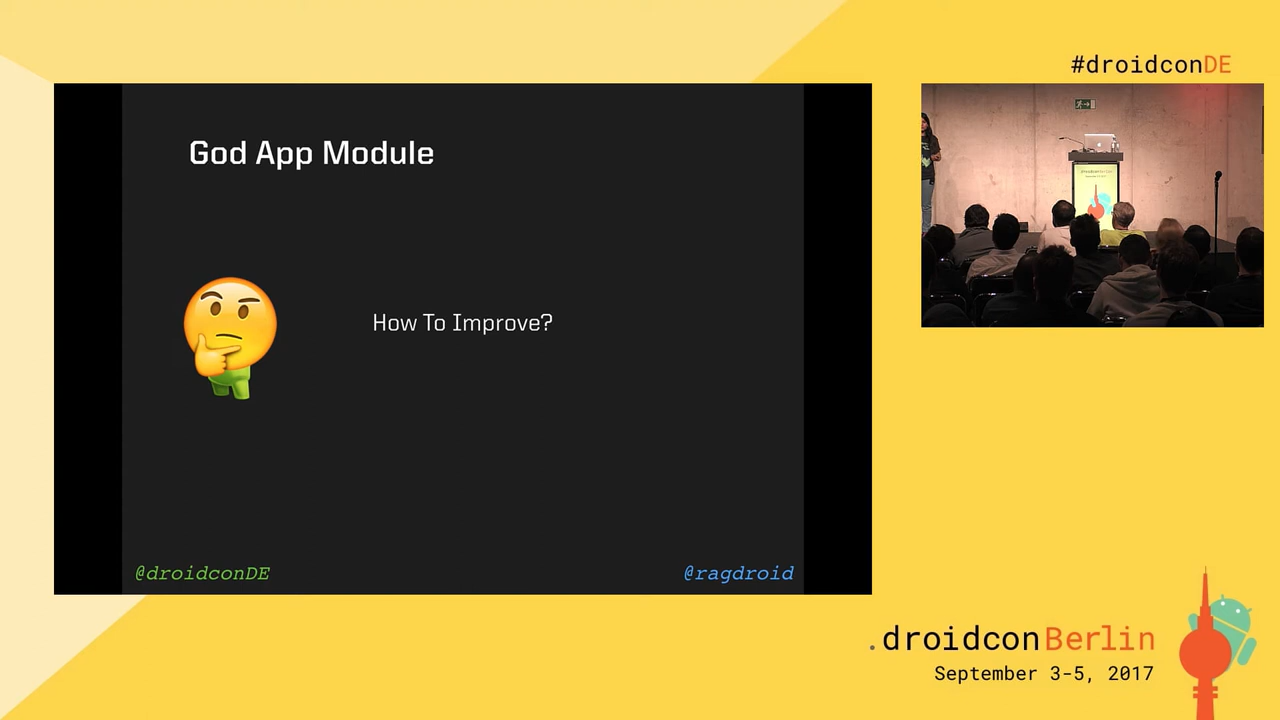 #droidconDE
God App Module
How To Improve?
@droidconDE
@ragdroid
.droidconBerlin
September 3-5, 2017